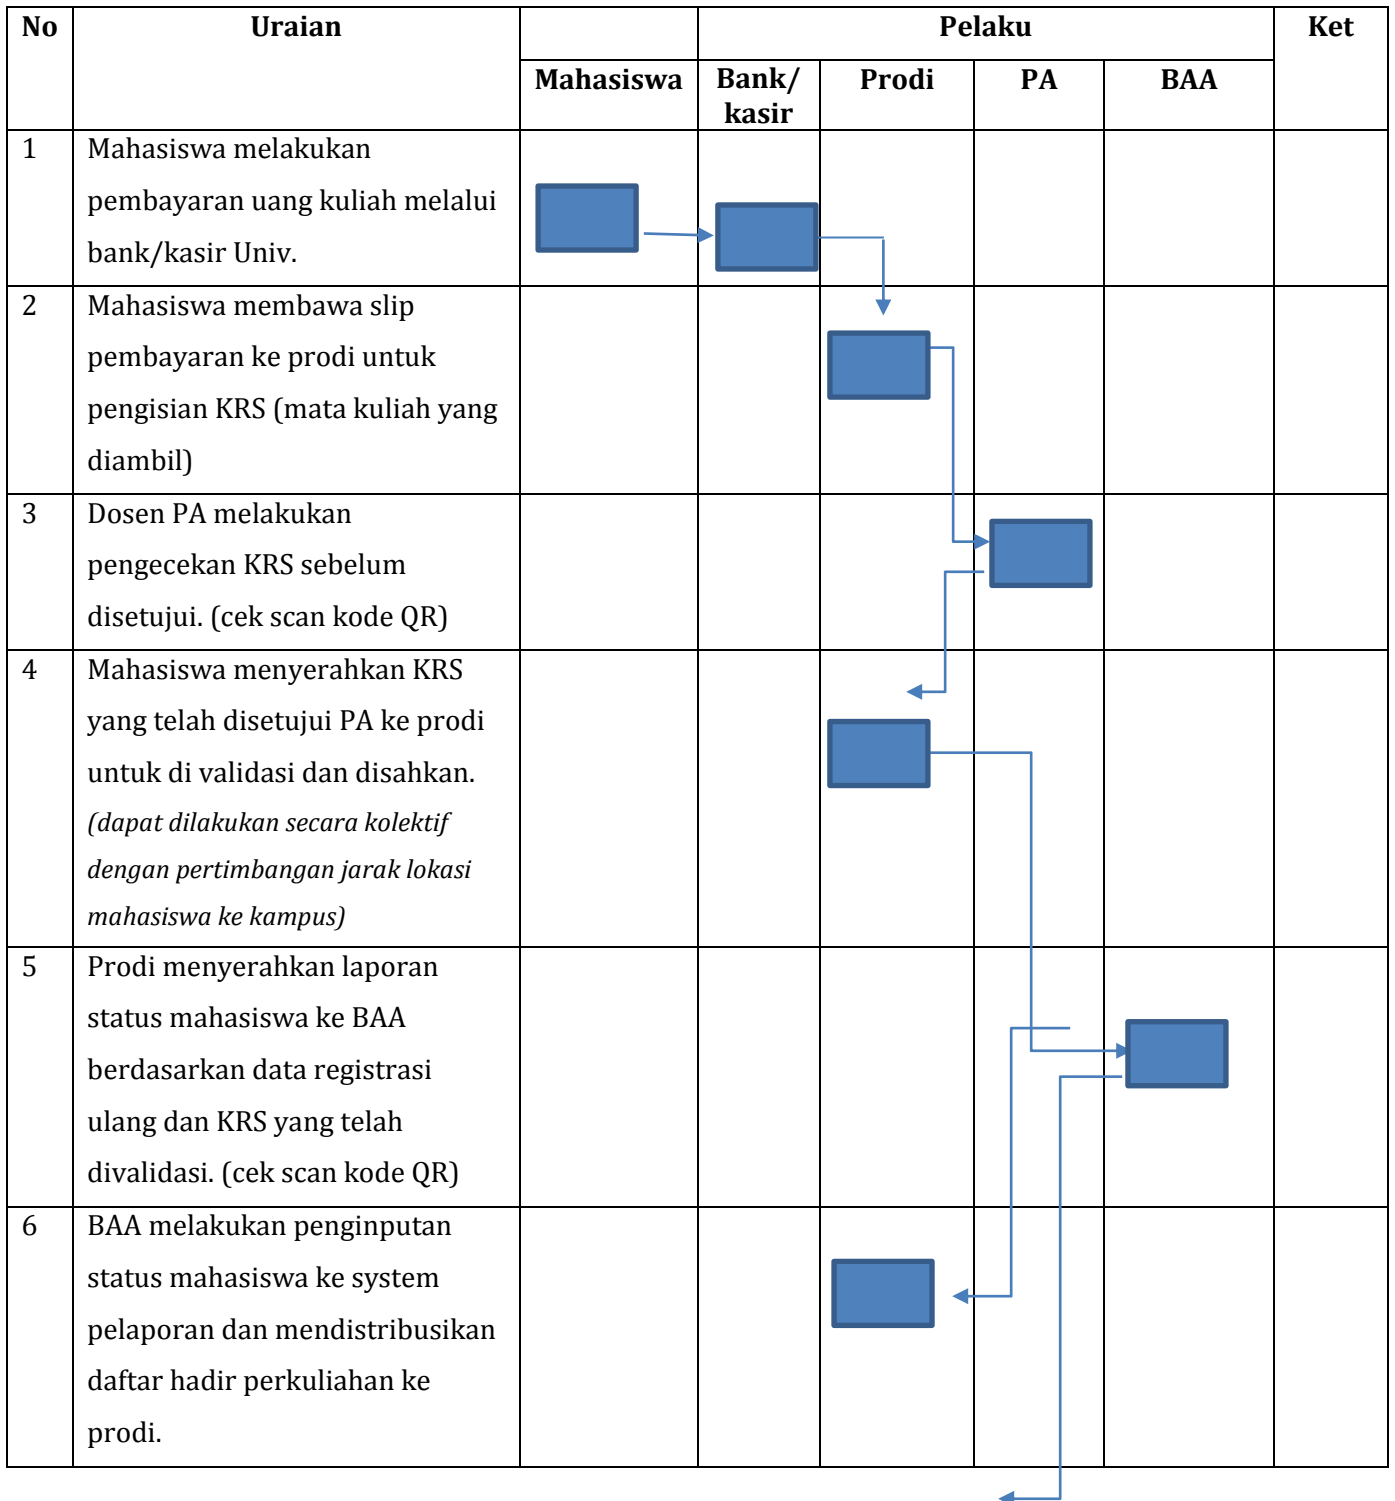 No Uraian Pelaku Ket
Mahasiswa Bank/ Prodi PA BAA
kasir
1 Mahasiswa melakukan
pembayaran uang kuliah melalui
bank/kasir Univ.
2 Mahasiswa membawa slip
pembayaran ke prodi untuk
pengisian KRS (mata kuliah yang
diambil)
3 Dosen PA melakukan
pengecekan KRS sebelum
disetujui. (cek scan kode QR)
4 Mahasiswa menyerahkan KRS
yang telah disetujui PA ke prodi
untuk di validasi dan disahkan.
(dapat dilakukan secara kolektif
dengan pertimbangan jarak lokasi
mahasiswa ke kampus)
5 Prodi menyerahkan laporan
status mahasiswa ke BAA
berdasarkan data registrasi
ulang dan KRS yang telah
divalidasi. (cek scan kode QR)
6 BAA melakukan penginputan
status mahasiswa ke system
pelaporan dan mendistribusikan
daftar hadir perkuliahan ke
prodi.